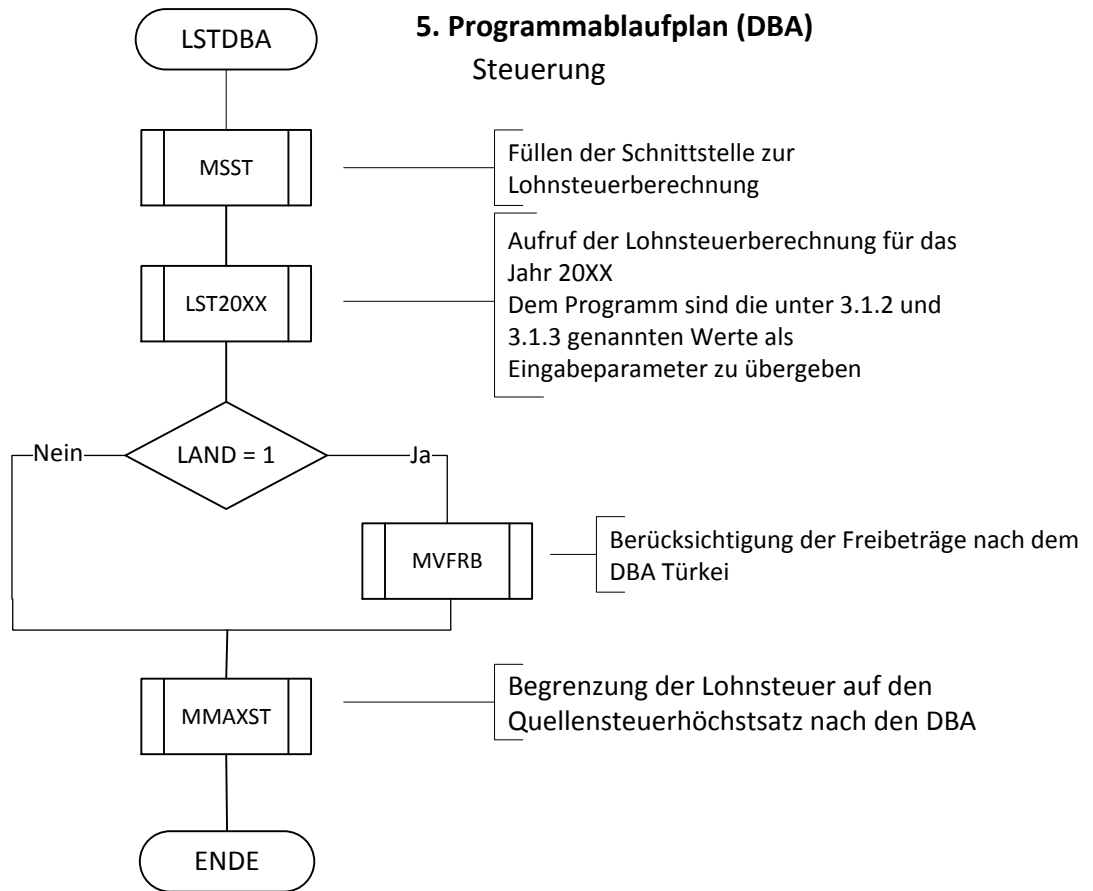 LSTDBA
5. Programmablaufplan (DBA)
Steuerung
MSST
Füllen der Schnittstelle zur
Lohnsteuerberechnung
LST20XX
Aufruf der Lohnsteuerberechnung für das
Jahr 20XX
Dem Programm sind die unter 3.1.2 und
3.1.3 genannten Werte als
Eingabeparameter zu übergeben
Nein
LAND = 1
Ja
MVFRB
Berücksichtigung der Freibeträge nach dem
DBA Türkei
MMAXST
Begrenzung der Lohnsteuer auf den
Quellensteuerhöchstsatz nach den DBA
ENDE